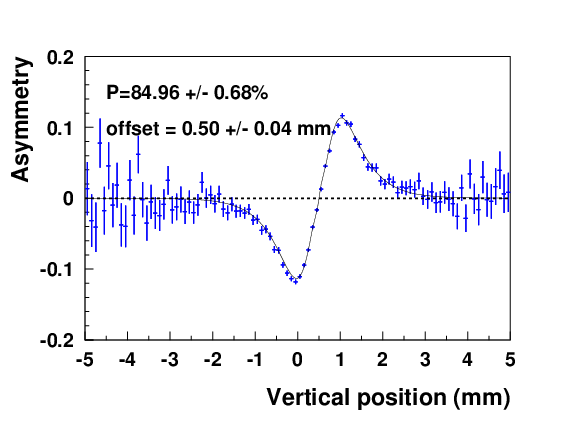 0.2
P=84.96 +/- 0.68%
0.1
offset = 0.50 +/- 0.04 mm
Asymmetry
0
-0.1
-0.2
-5 -4 -3 -2 -1 0 1 2 3 4 5
Vertical position (mm)